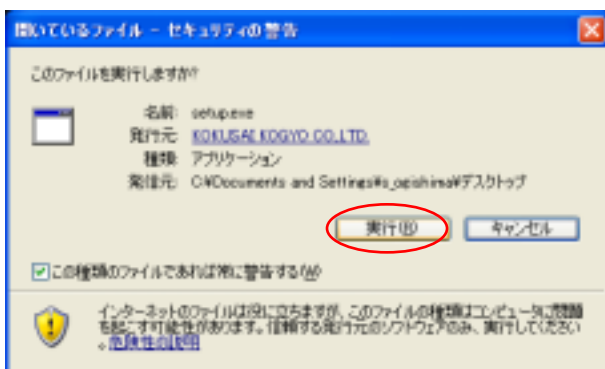 開いているファイル - セキュリティの警告
このファイルを実行しますか?
名前: setup.exe
発行元: KOKUSAI KOGYO CO.,LTD.
種類: アプリケーション
発信元: C:¥Documents and Settings¥s_ogishima¥デスクトップ
実行(R) キャンセル
この種類のファイルであれば常に警告する(W)
インターネットのファイルは役に立ちますが、このファイルの種類はコンピュータに問題
を起こす可能性があります。信頼する発行元のソフトウェアのみ、実行してください
。危険性の説明